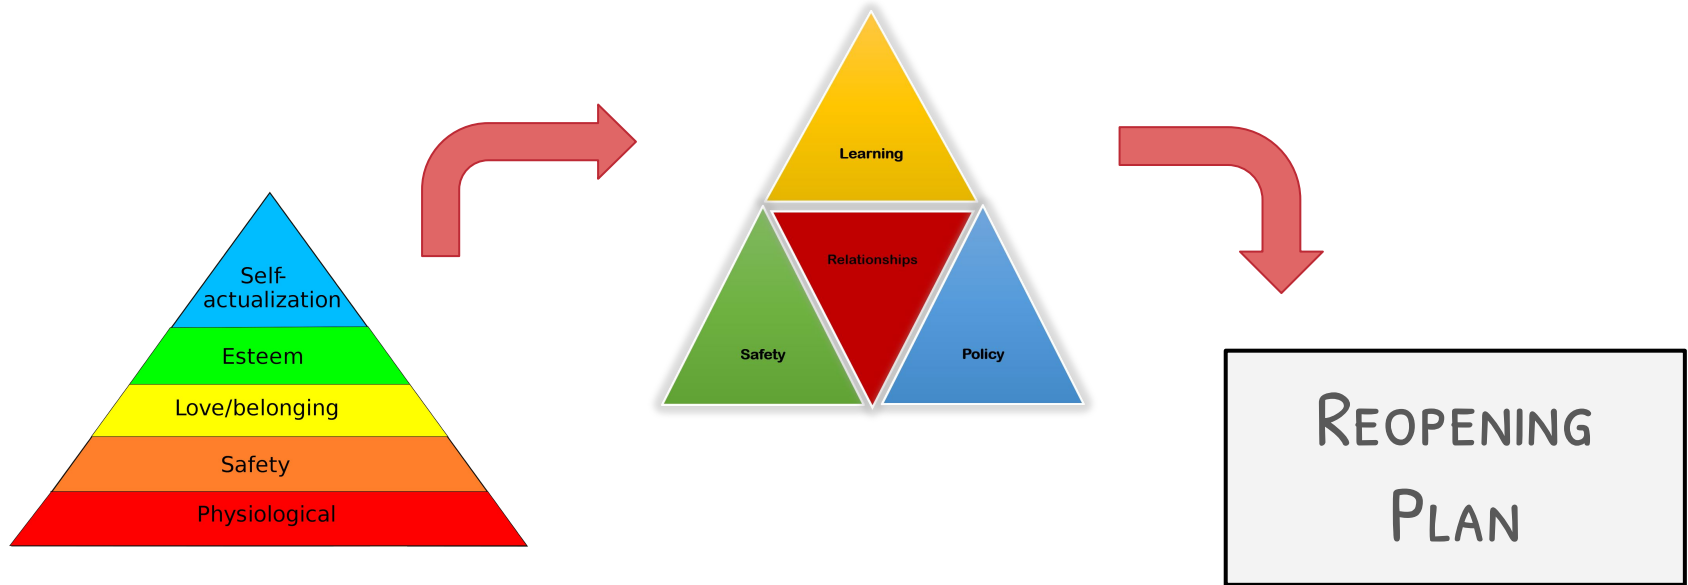 Self-
actualization
Esteem
Love/belonging
Safety
Physiological
Learning
Relationships
Safety
Policy
Reopening
Plan